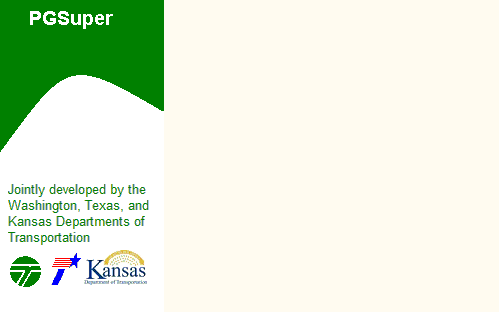 PGSuper
Jointly developed by the
Washington, Texas, and
Kansas Departments of
Transportation
Kansas
Department of Transportation